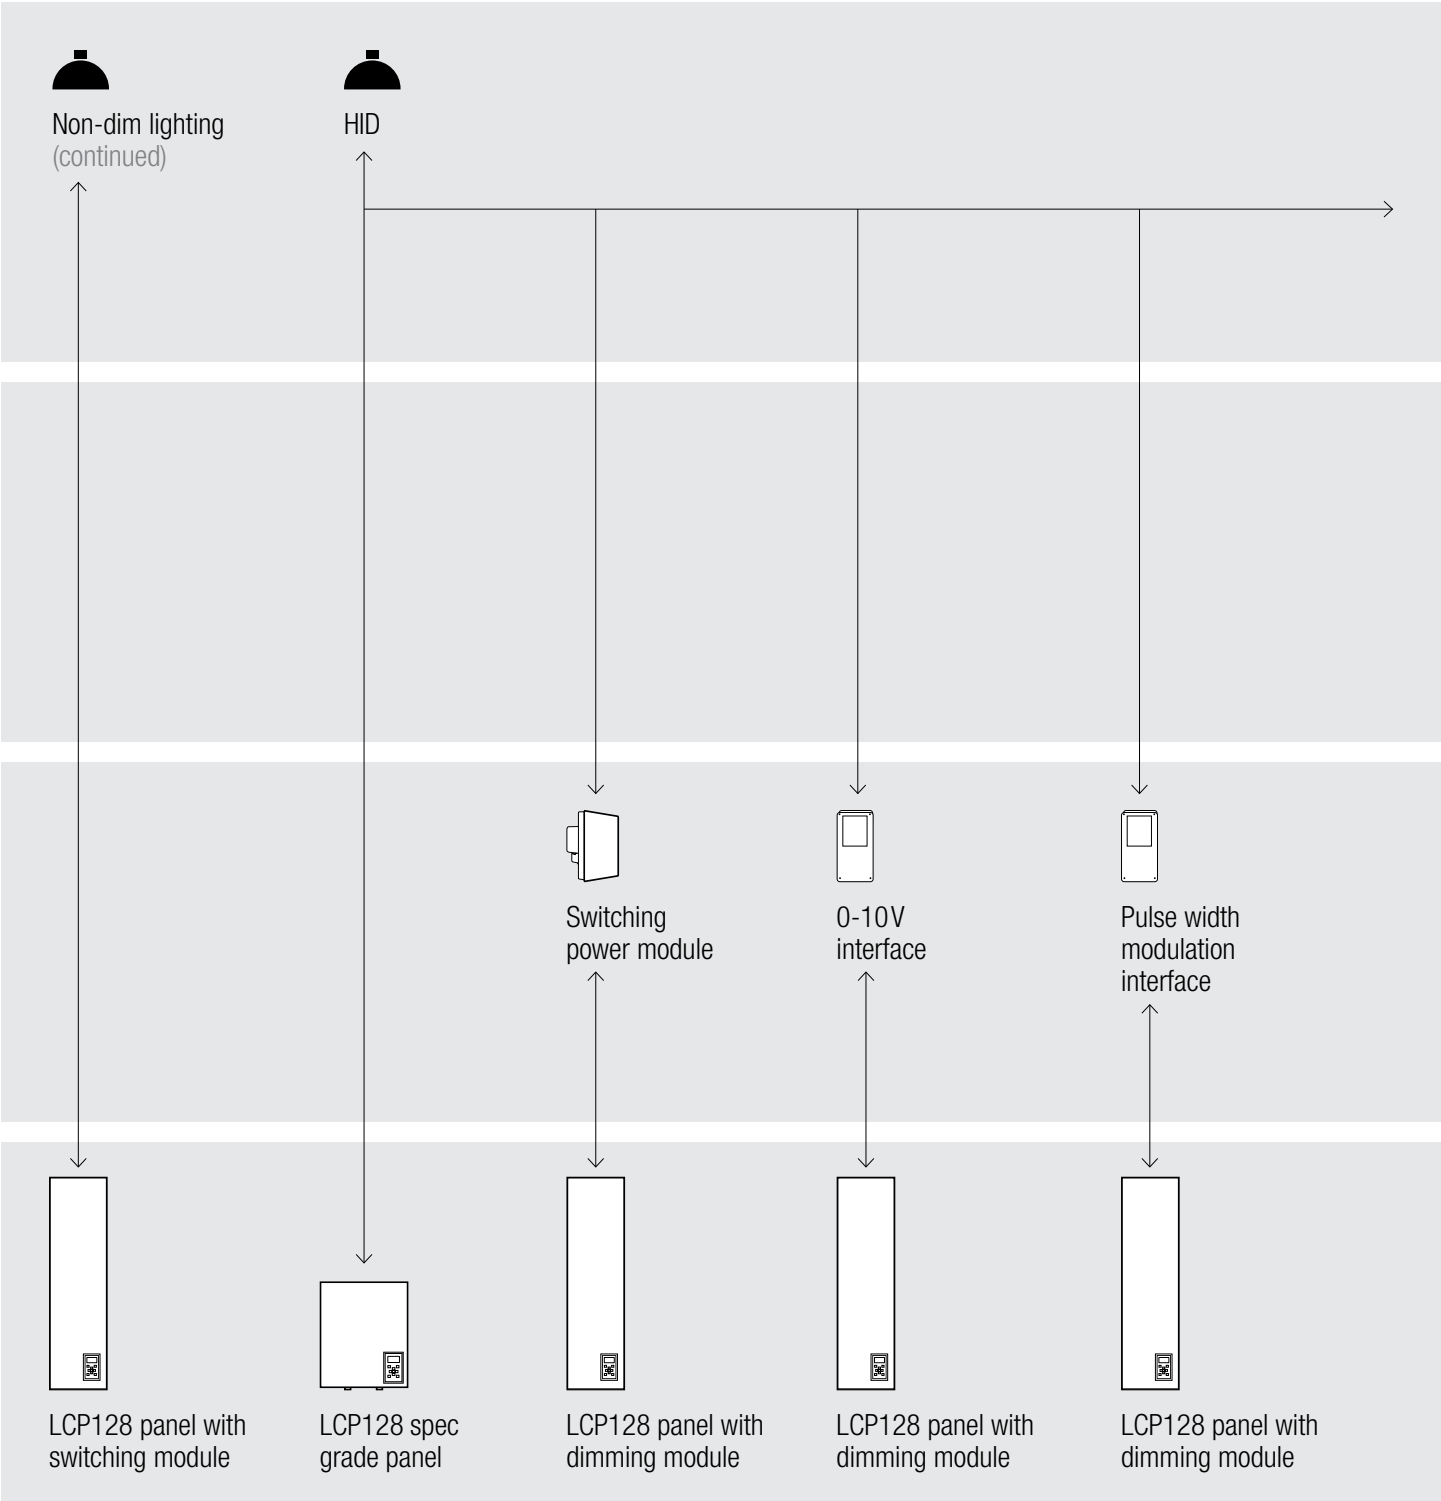 Non-dim lighting
(continued)
HID
Switching
power module
0-10V
interface
Pulse width
modulation
interface
LCP128 panel with
switching module
LCP128 spec
grade panel
LCP128 panel with
dimming module
LCP128 panel with
dimming module
LCP128 panel with
dimming module